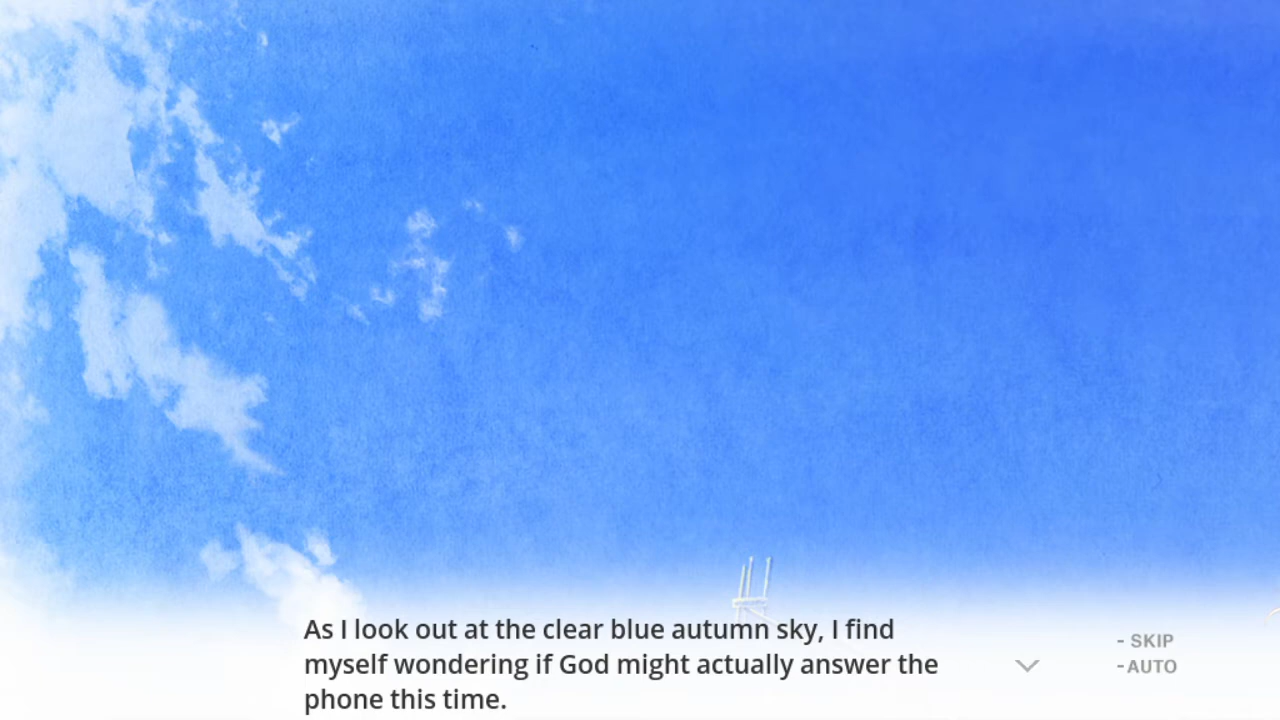 As I look out at the clear blue autumn sky, I find
myself wondering if God might actually answer the
phone this time.
- SKIP
-AUTO